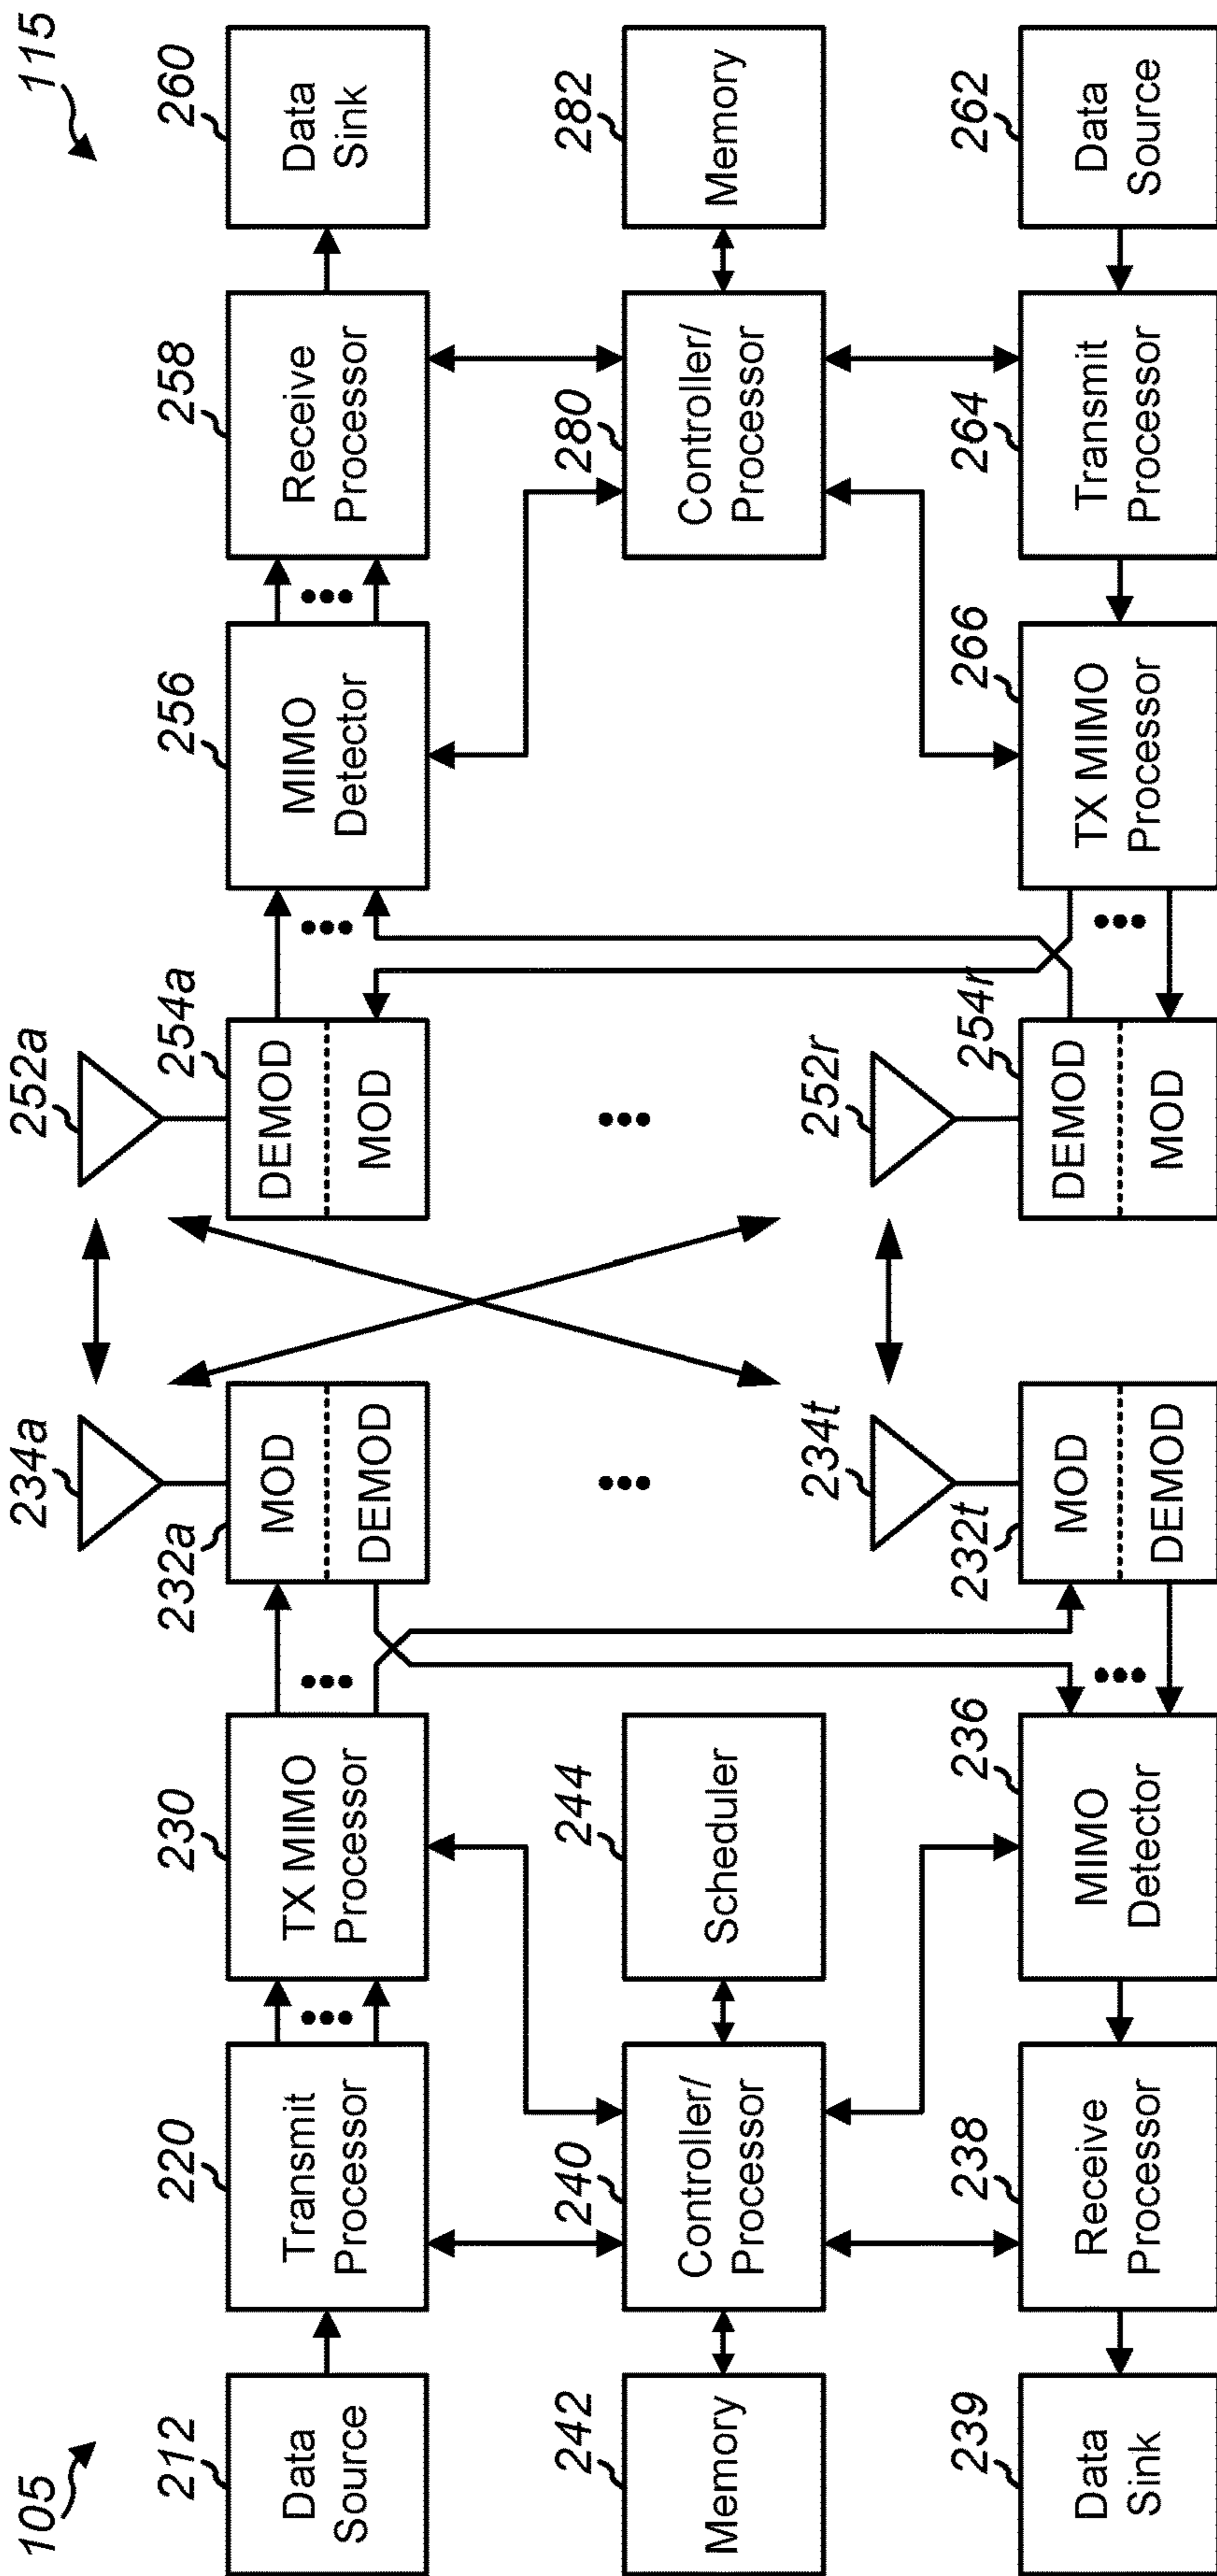 105
115
212
Data
Source
220
Transmit
Processor
230
TX MIMO
Processor
232a
MOD
DEMOD
234a
252a
254a
DEMOD
MOD
256
MIMO
Detector
258
Receive
Processor
260
Data
Sink
242
Memory
240
Controller/
Processor
244
Scheduler
280
Controller/
Processor
282
Memory
239
Data
Sink
238
Receive
Processor
236
MIMO
Detector
232t
MOD
DEMOD
234t
252r
254r
DEMOD
MOD
266
TX MIMO
Processor
264
Transmit
Processor
262
Data
Source